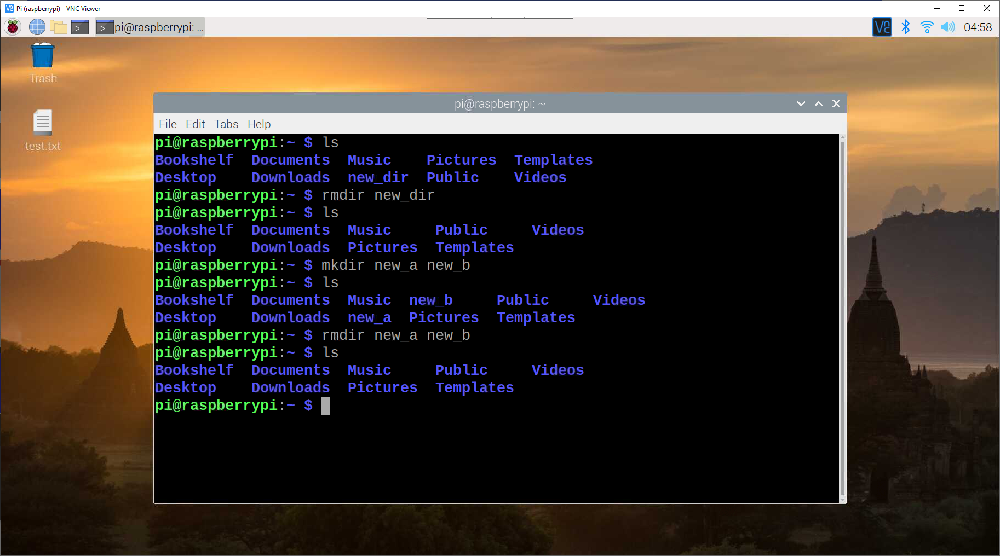 Pi (raspberrypi) - VNC Viewer
pi@raspberrypi: ...
04:58
Trash
test.txt
pi@raspberrypi: ~
File Edit Tabs Help
pi@raspberrypi:~ $ ls
Bookshelf  Documents  Music    Pictures  Templates
Desktop    Downloads  new_dir  Public    Videos
pi@raspberrypi:~ $ rmdir new_dir
pi@raspberrypi:~ $ ls
Bookshelf  Documents  Music     Public     Videos
Desktop    Downloads  Pictures  Templates
pi@raspberrypi:~ $ mkdir new_a new_b
pi@raspberrypi:~ $ ls
Bookshelf  Documents  Music  new_b     Public     Videos
Desktop    Downloads  new_a  Pictures  Templates
pi@raspberrypi:~ $ rmdir new_a new_b
pi@raspberrypi:~ $ ls
Bookshelf  Documents  Music     Public     Videos
Desktop    Downloads  Pictures  Templates
pi@raspberrypi:~ $